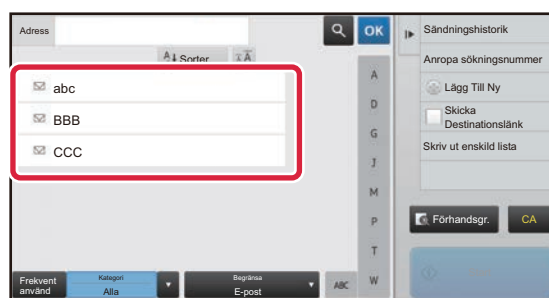 Adress
OK
A↓ Sorter
abc
BBB
CCC
A
D
G
J
M
P
T
W
Frekvent
använd
Kategori
Alla
Begränsa
E-post
ABC
Sändningshistorik
Anropa sökningsnummer
Lägg Till Ny
Skicka
Destinationslänk
Skriv ut enskild lista
Förhandsgr.
CA